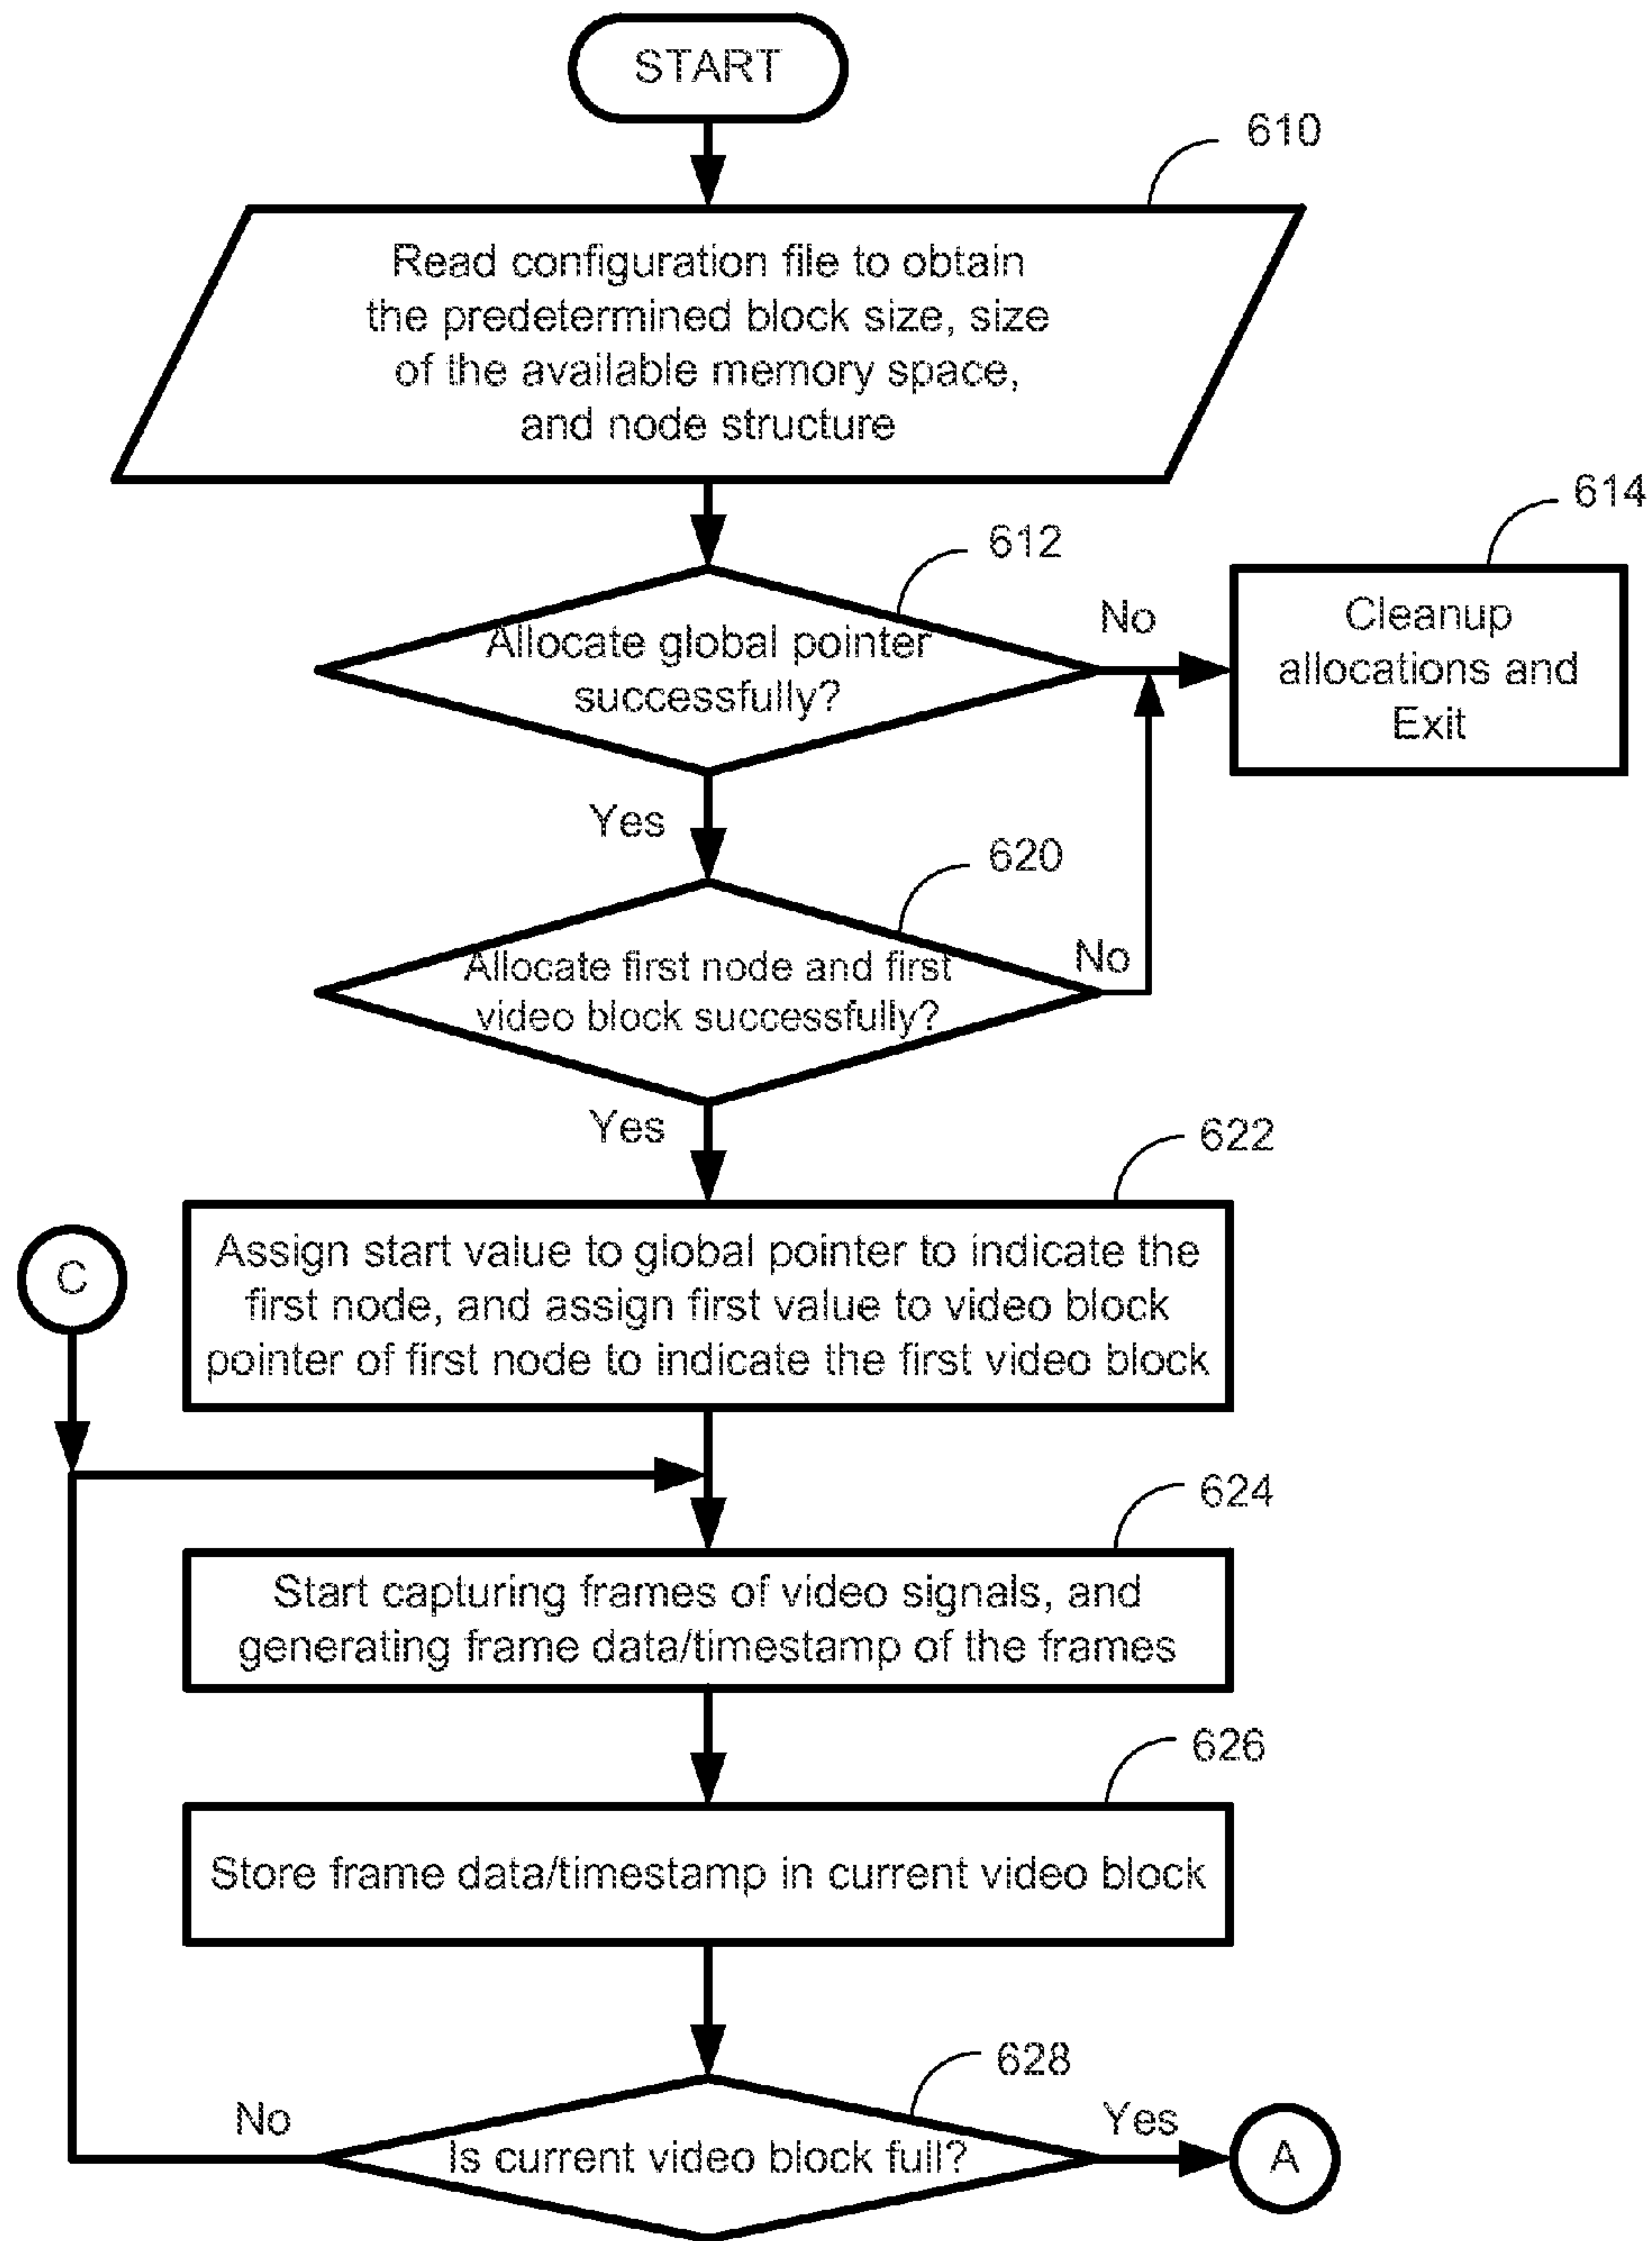 START
610
Read configuration file to obtain
the predetermined block size, size
of the available memory space,
and node structure
614
612
Allocate global pointer
successfully?
No
Cleanup
allocations and
Exit
Yes
620
Allocate first node and first
video block successfully?
No
Yes
622
Assign start value to global pointer to indicate the
first node, and assign first value to video block
pointer of first node to indicate the first video block
C
624
Start capturing frames of video signals, and
generating frame data/timestamp of the frames
626
Store frame data/timestamp in current video block
628
No
Is current video block full?
Yes
A